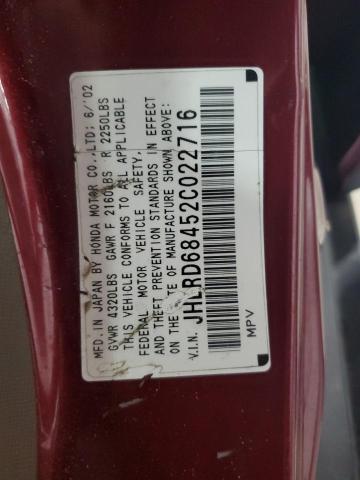 MFD. IN JAPAN BY HONDA MOTOR CO., LTD: 6/'02
GVWR 4320LBS GAWR F 2160LBS R 2250LBS
THIS VEHICLE CONFORMS TO ALL APPLICABLE
FEDERAL MOTOR VEHICLE SAFETY,
AND THEFT PREVENTION STANDARDS IN EFFECT
ON THE TE OF MANUFACTURE SHOWN ABOVE:
V.I.N. JHLRD68452C022716
MPV